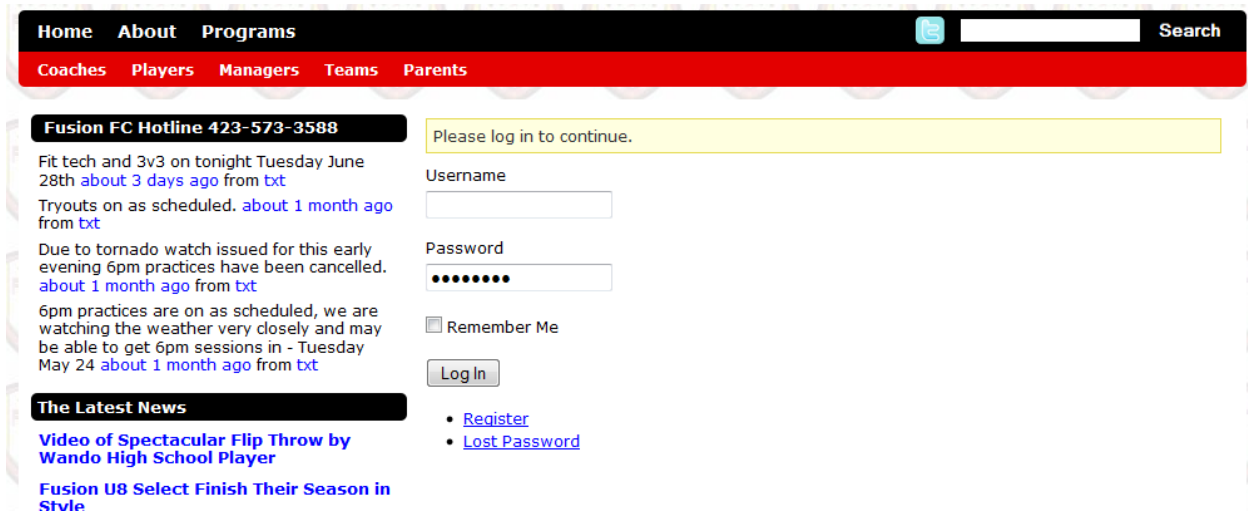 Home About Programs Search
Coaches Players Managers Teams Parents
Fusion FC Hotline 423-573-3588
Fit tech and 3v3 on tonight Tuesday June
28th about 3 days ago from txt
Tryouts on as scheduled. about 1 month ago
from txt
Due to tornado watch issued for this early
evening 6pm practices have been cancelled.
about 1 month ago from txt
6pm practices are on as scheduled, we are
watching the weather very closely and may
be able to get 6pm sessions in - Tuesday
May 24 about 1 month ago from txt
The Latest News
Video of Spectacular Flip Throw by
Wando High School Player
Fusion U8 Select Finish Their Season in
Style
Please log in to continue.
Username
Password
••••••••
Remember Me
Log In
• Register
• Lost Password